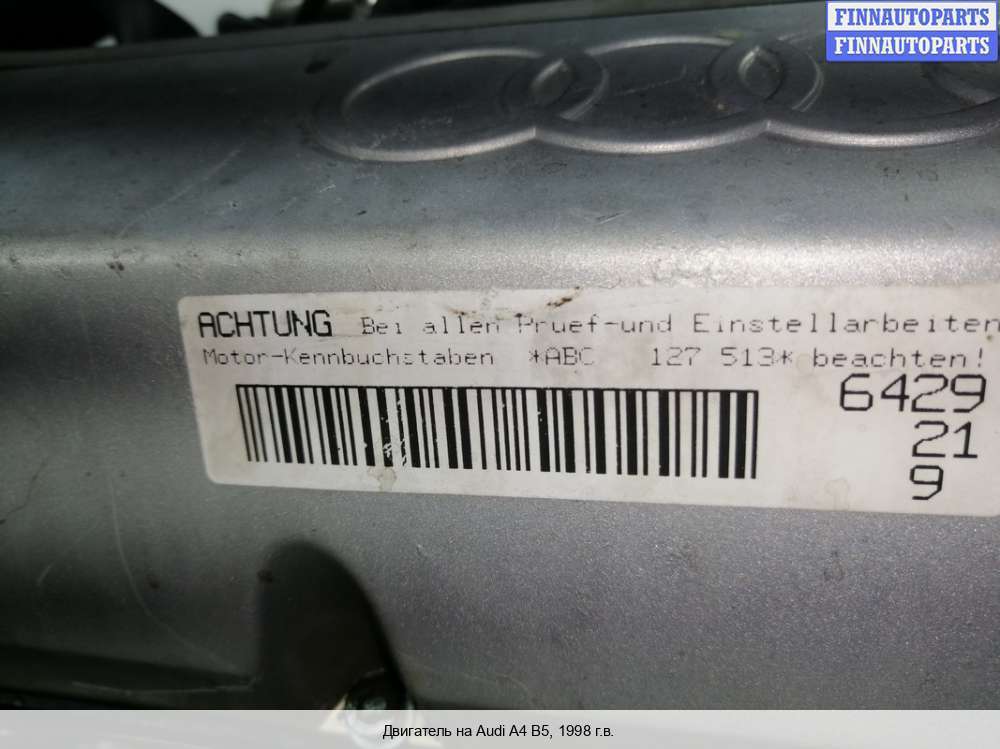 FINNAUTOPARTS
FINNAUTOPARTS
ACHTUNG Bei allen Pruef-und Einstellarbeiten
Motor-Kennbuchstaben *ABC 127 513* beachten!
6429
21
9
Двигатель на Audi A4 B5, 1998 г.в.